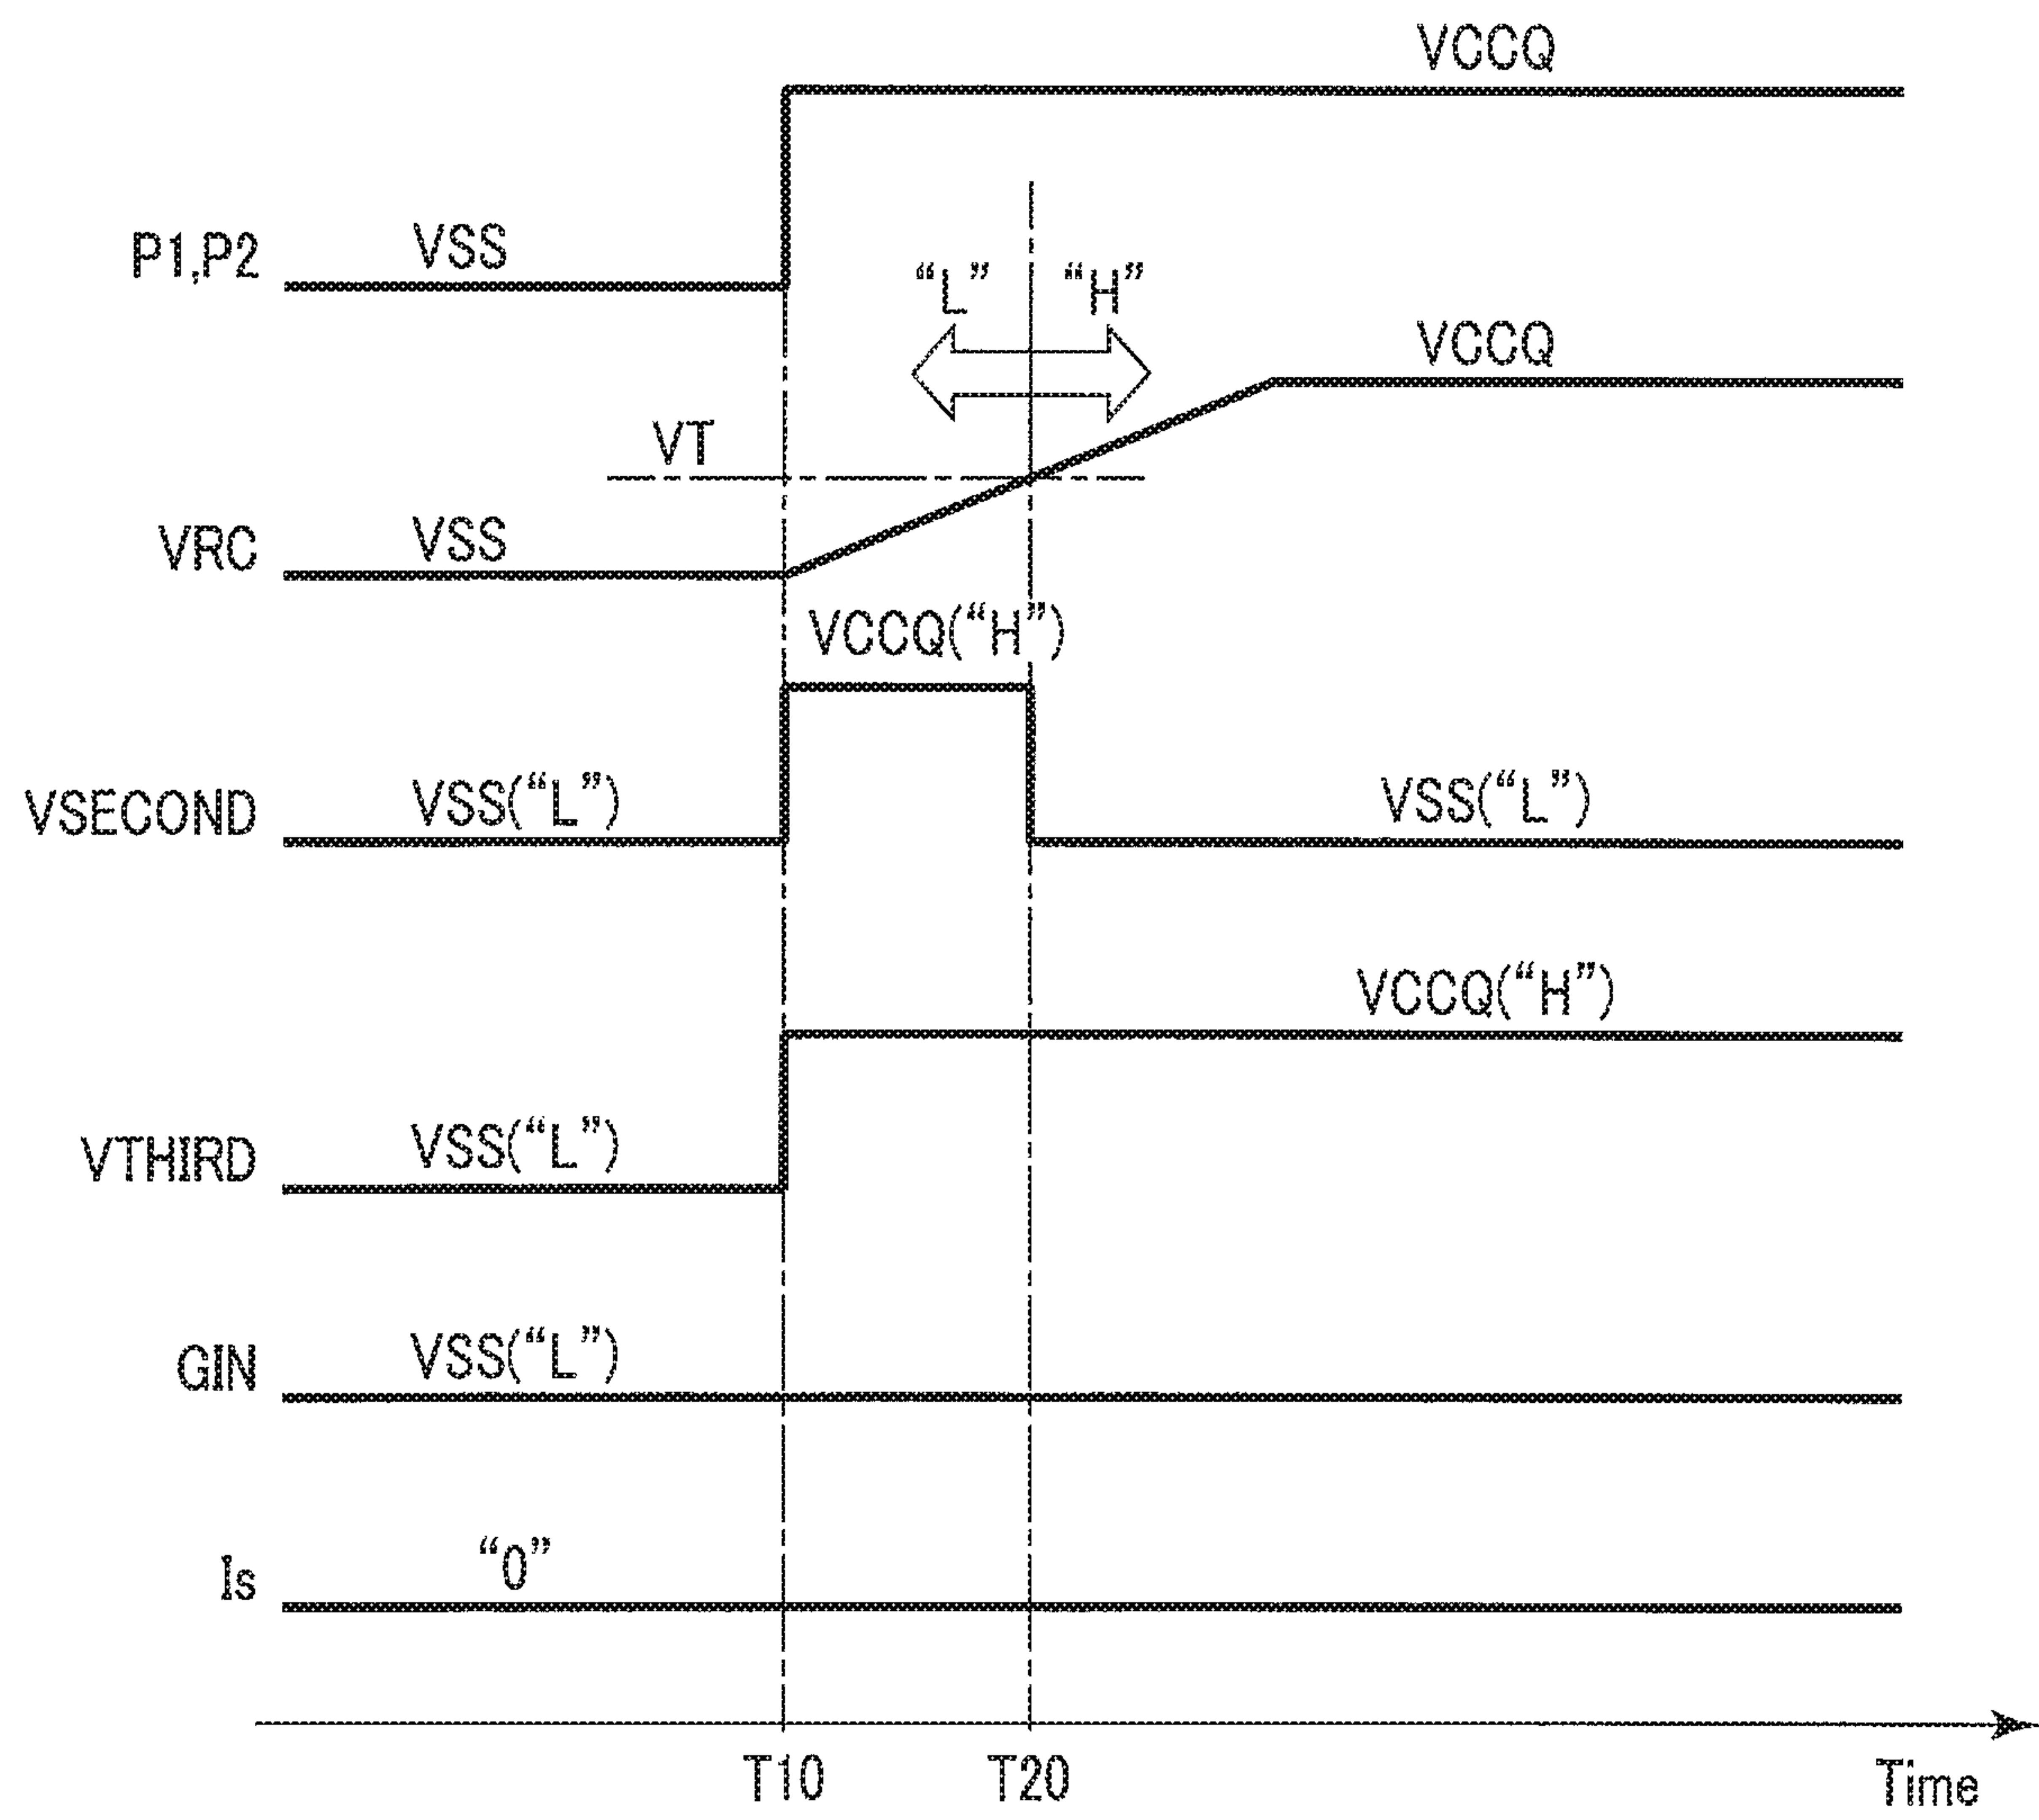 VCCQ
P1,P2 VSS
“L” “H”
VCCQ
VT
VRC VSS
VCCQ(“H”)
VSECOND VSS(“L”) VSS(“L”)
VCCQ(“H”)
VTHIRD VSS(“L”)
GIN VSS(“L”)
Is “0”
T10 T20 Time